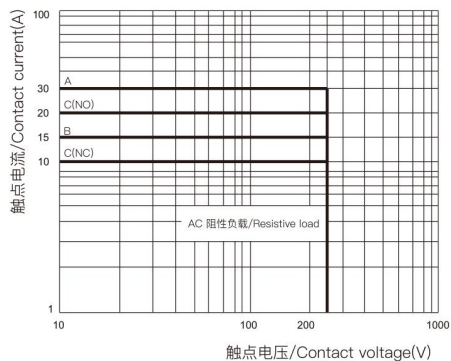 触点电流/Contact current(A)
100
30
20
15
10
1
A
C(NO)
B
C(NC)
AC 阻性负载/Resistive load
10
100
200
1000
触点电压/Contact voltage(V)